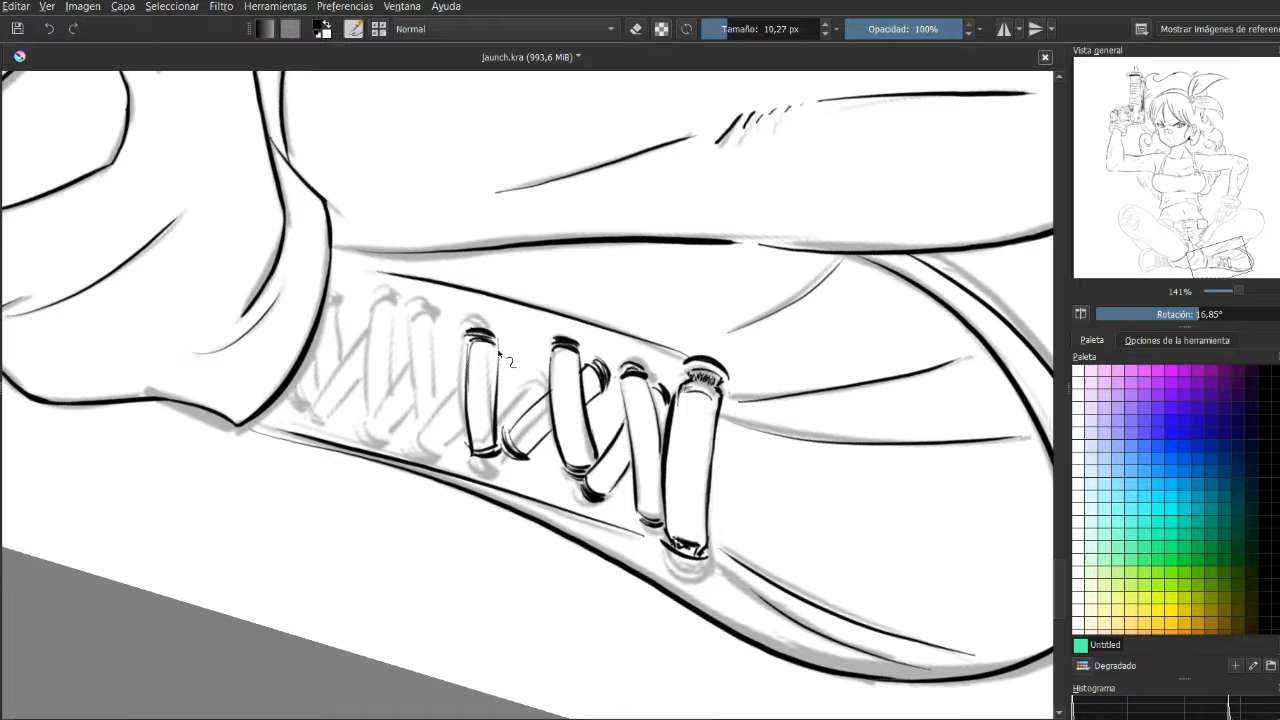 Editar Ver Imagen Capa Seleccionar Filtro Herramientas Preferencias Ventana Ayuda
Normal Tamaño: 10,27 px Opacidad: 100% Mostrar Imágenes de referen
launch.kra (993,6 MiB) *
Vista general
141%
Rotación: 16,85°
Paleta Opciones de la herramienta
Paleta
Untitled
Degradado
Histograma